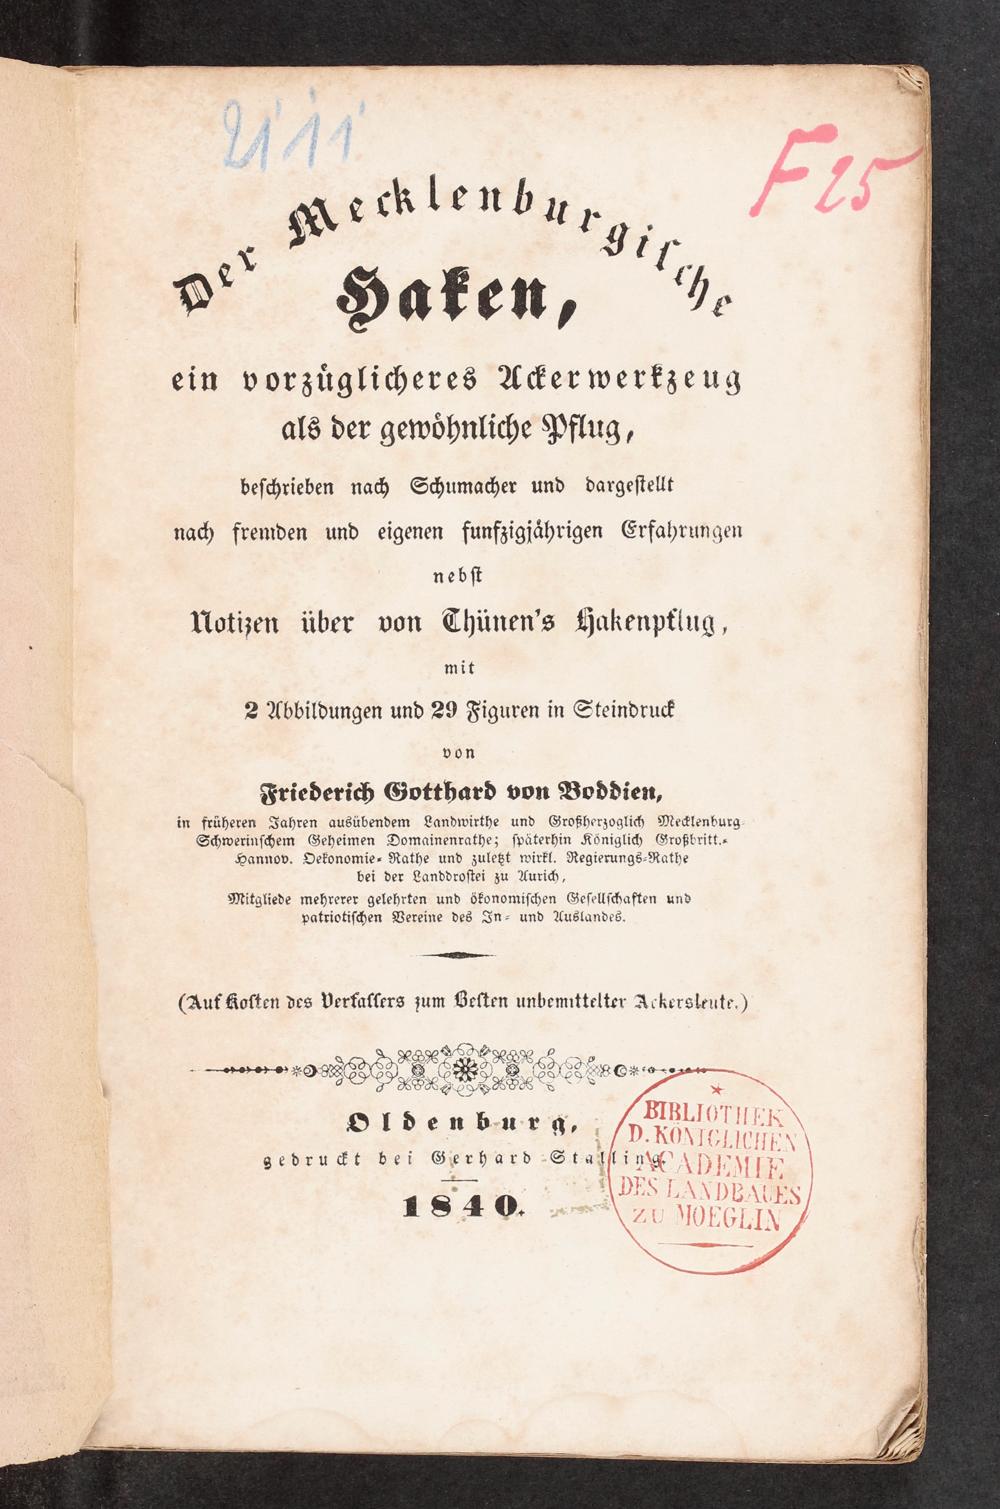 21 11
F 25
Der Mecklenburgische
Haken,
ein vorzüglicheres Ackerwerkzeug
als der gewöhnliche Pflug,
beschrieben nach Schumacher und dargestellt
nach fremden und eigenen funfzigjährigen Erfahrungen
nebst
Notizen über von Thünen's Hakenpflug,
mit
2 Abbildungen und 29 Figuren in Steindruck
von
Friederich Gotthard von Boddien,
in früheren Jahren ausübendem Landwirthe und Großherzoglich Mecklenburg-
Schwerinschem Geheimen Domainenrathe; späterhin Königlich Großbritt.-
Hannov. Oekonomie-Rathe und zuletzt wirkl. Regierungs-Rathe
bei der Landdrostei zu Aurich,
Mitgliede mehrerer gelehrten und ökonomischen Gesellschaften und
patriotischen Vereine des In- und Auslandes.
(Auf Kosten des Verfassers zum Besten unbemittelter Ackersleute.)
Oldenburg,
gedruckt bei Gerhard Stalling.
1840.
BIBLIOTHEK
D. KÖNIGLICHEN
ACADEMIE
DES LANDBAUES
ZU MOEGLIN